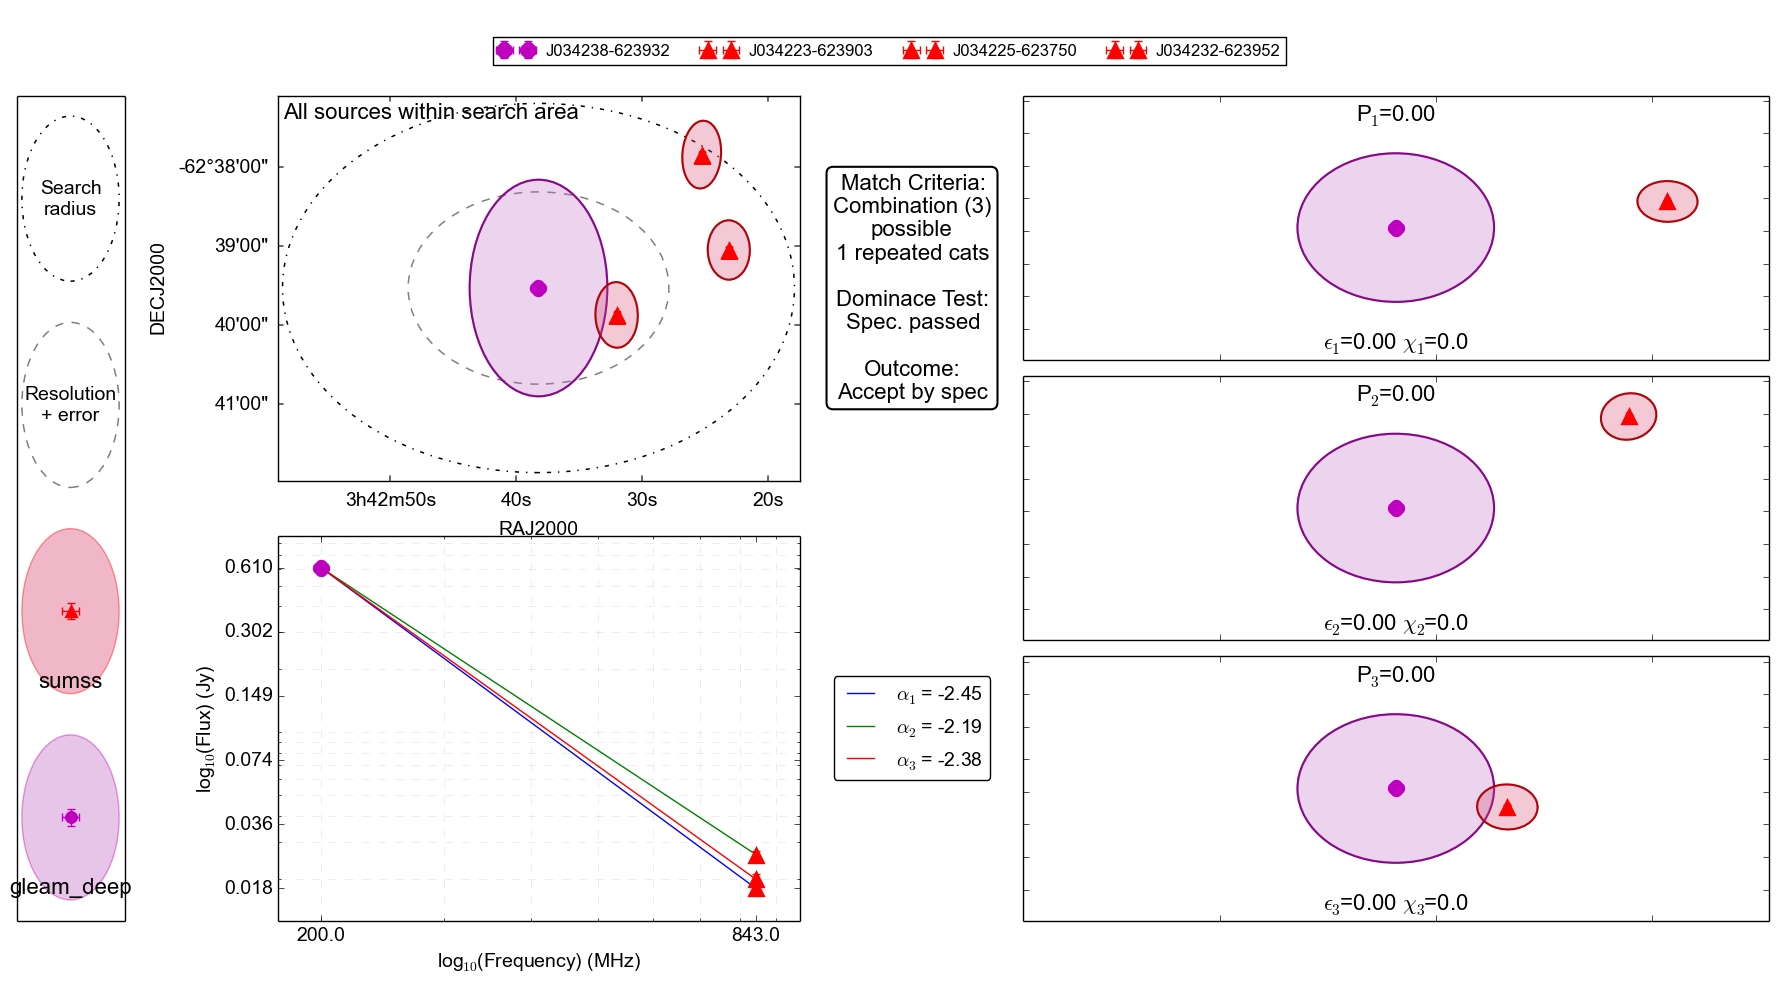 J034238-623932 J034223-623903 J034225-623750 J034232-623952
Search
radius
Resolution
+ error
sumss
gleam_deep
All sources within search area
DECJ2000
-62°38'00"
39'00"
40'00"
41'00"
3h42m50s 40s 30s 20s
RAJ2000
Match Criteria:
Combination (3)
possible
1 repeated cats
Dominace Test:
Spec. passed
Outcome:
Accept by spec
log₁₀(Flux) (Jy)
0.610
0.302
0.149
0.074
0.036
0.018
200.0 843.0
log₁₀(Frequency) (MHz)
α₁ = -2.45
α₂ = -2.19
α₃ = -2.38
P₁=0.00
ϵ₁=0.00 χ₁=0.0
P₂=0.00
ϵ₂=0.00 χ₂=0.0
P₃=0.00
ϵ₃=0.00 χ₃=0.0